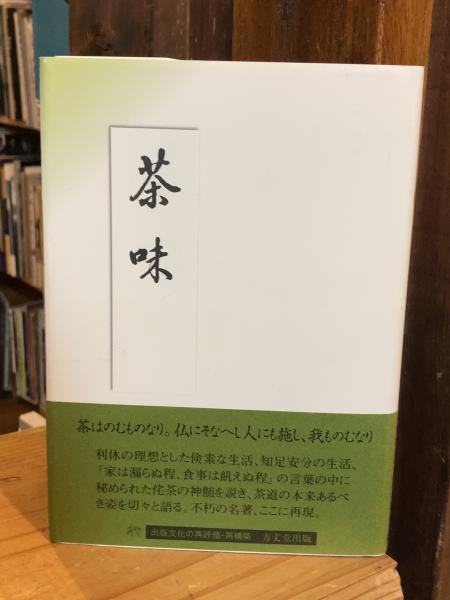 茶味
茶はのむものなり。仏にそなへし人にも施し、我ものむなり
利休の理想とした倹素な生活、知足安分の生活、
「家は漏らぬ程、食事は飢えぬ程」の言葉の中に
秘められた侘茶の神髄を説き、茶道の本来あるべ
き姿を切々と語る。不朽の名著、ここに再現。
出版文化の再評価・再構築 方丈堂出版